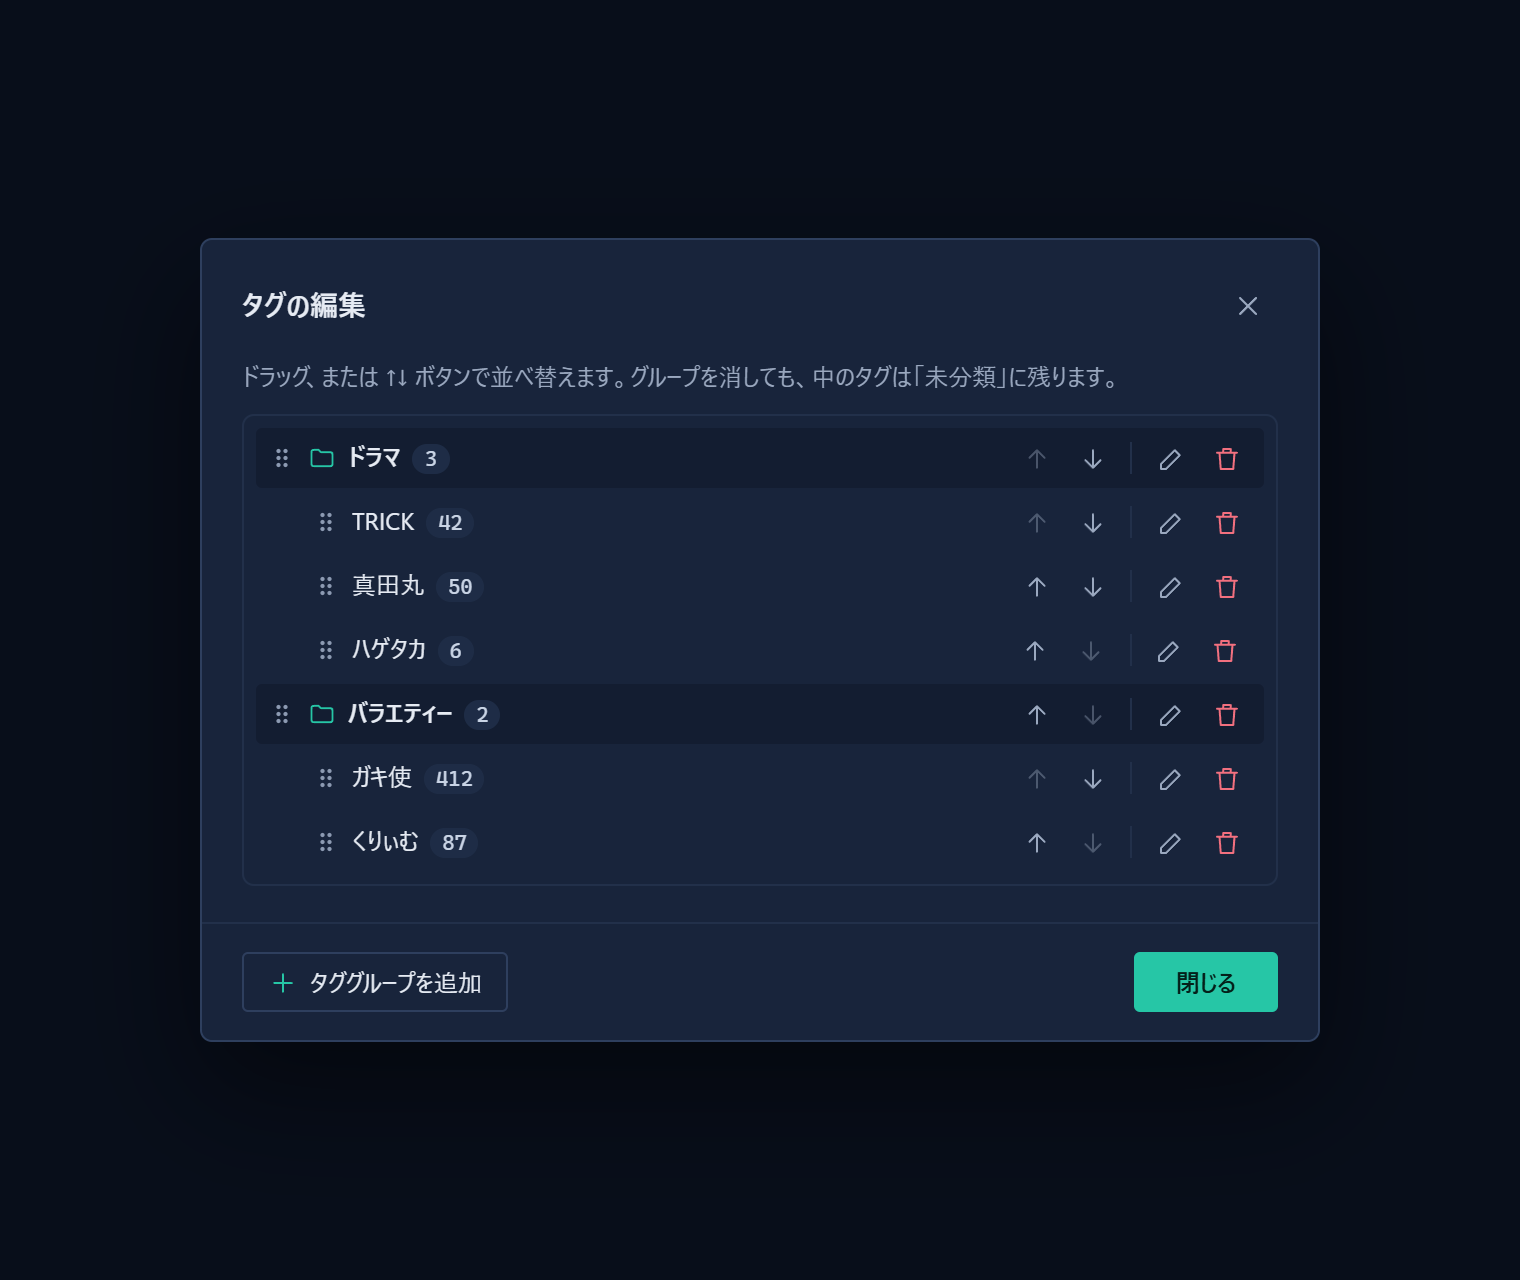 タグの編集
ドラッグ、または ↑↓ ボタンで並べ替えます。グループを消しても、中のタグは「未分類」に残ります。
ドラマ 3
TRICK 42
真田丸 50
ハゲタカ 6
バラエティー 2
ガキ使 412
くりぃむ 87
タググループを追加
閉じる